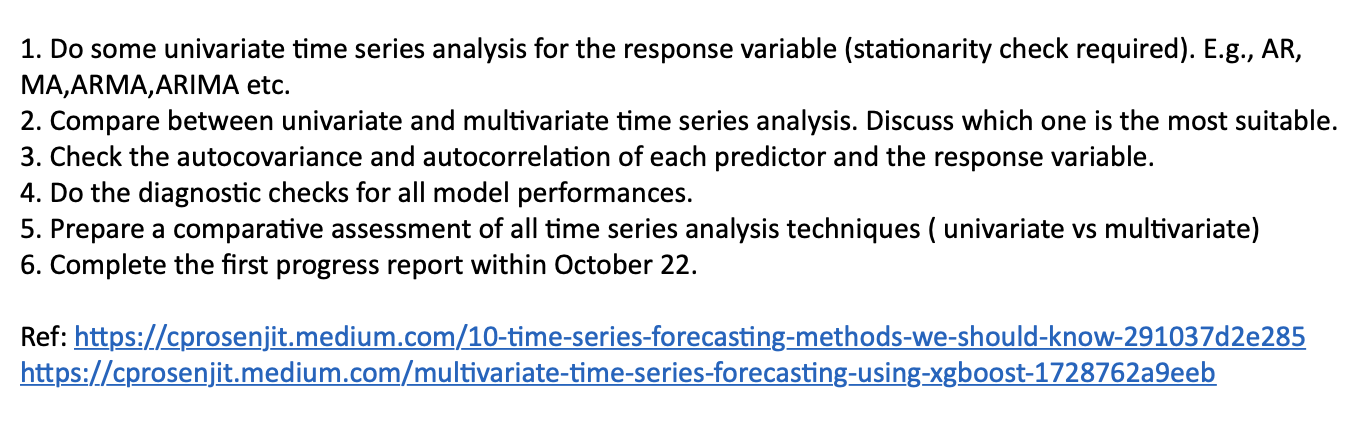 1. Do some univariate time series analysis for the response variable (stationarity check required). E.g., AR,
MA,ARMA,ARIMA etc.
2. Compare between univariate and multivariate time series analysis. Discuss which one is the most suitable.
3. Check the autocovariance and autocorrelation of each predictor and the response variable.
4. Do the diagnostic checks for all model performances.
5. Prepare a comparative assessment of all time series analysis techniques ( univariate vs multivariate)
6. Complete the first progress report within October 22.
Ref: https://cprosenjit.medium.com/10-time-series-forecasting-methods-we-should-know-291037d2e285
https://cprosenjit.medium.com/multivariate-time-series-forecasting-using-xgboost-1728762a9eeb